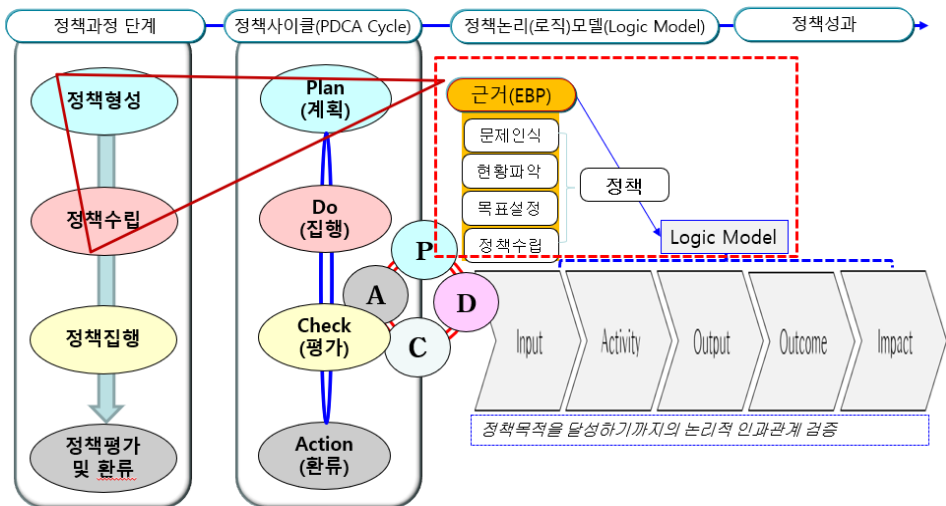 정책과정 단계
정책사이클(PDCA Cycle)
정책논리(로직)모델(Logic Model)
정책성과
정책형성
정책수립
정책집행
정책평가
및 환류
Plan
(계획)
Do
(집행)
Check
(평가)
Action
(환류)
P
D
C
A
근거(EBP)
문제인식
현황파악
목표설정
정책수립
정책
Logic Model
Input
Activity
Output
Outcome
Impact
정책목적을 달성하기까지의 논리적 인과관계 검증